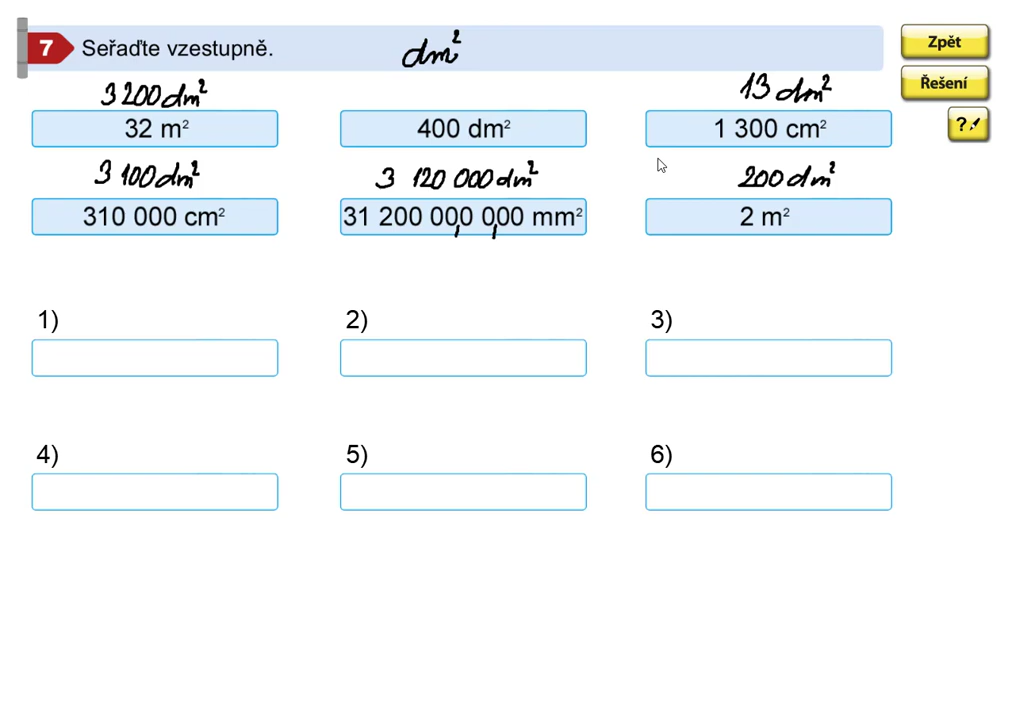 7 Seřaďte vzestupně. dm²
Zpět
Řešení
?
3 200 dm² 13 dm²
32 m² 400 dm² 1 300 cm²
3 100 dm² 3 120 000 dm² 200 dm²
310 000 cm² 31 200 000 000 mm² 2 m²
1) 2) 3)
4) 5) 6)